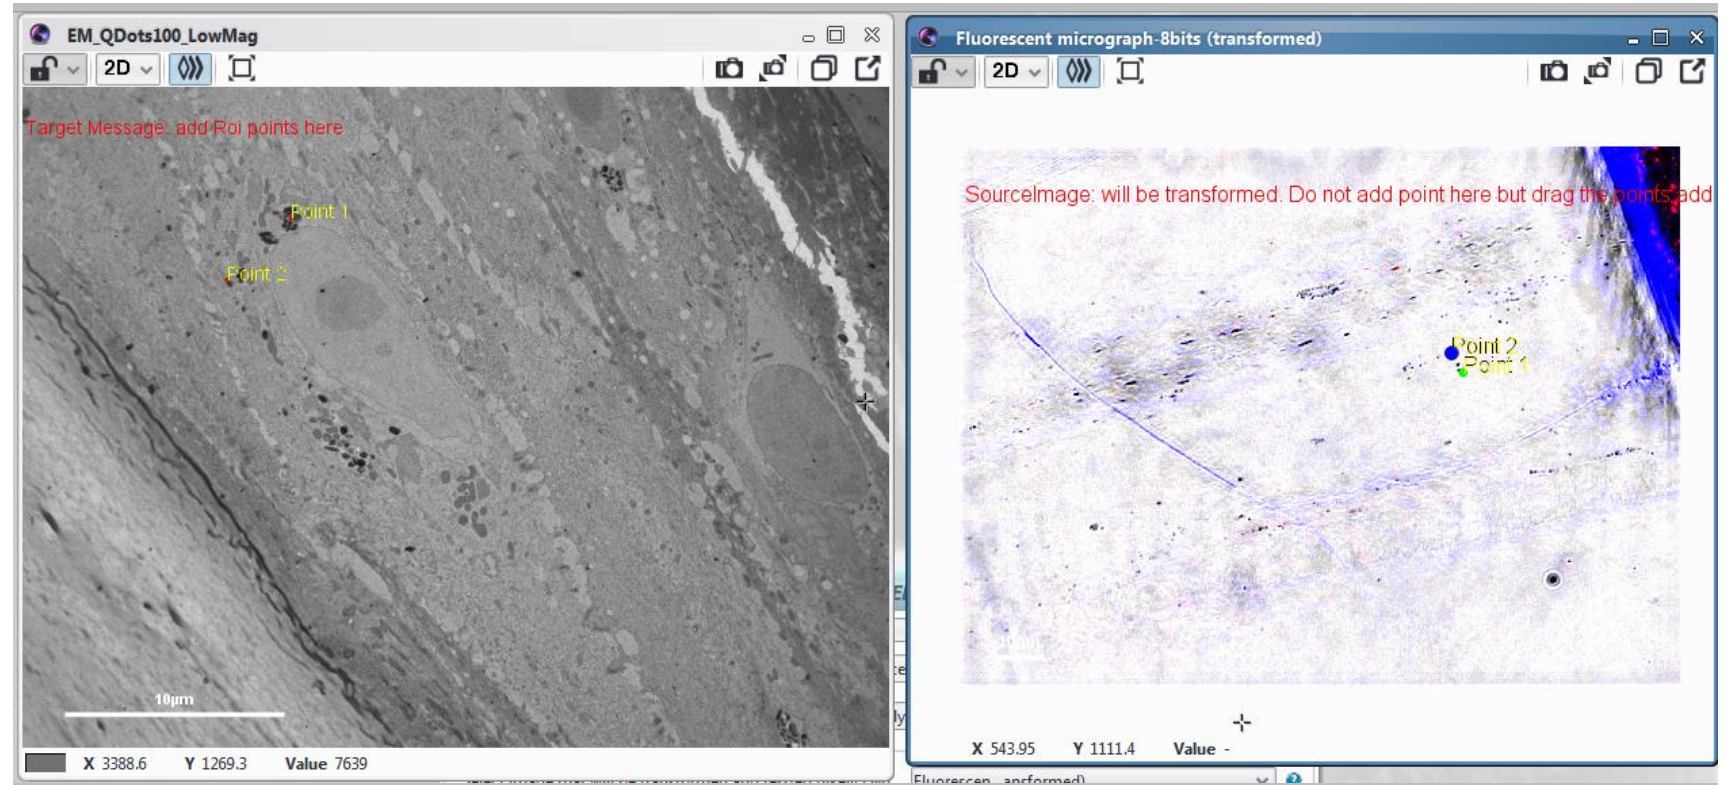 EM_QDots100_LowMag
2D
Target Message: add Roi points here
Point 1
Point 2
10µm
X 3388.6 Y 1269.3 Value 7639
Fluorescent micrograph-8bits (transformed)
2D
SourceImage: will be transformed. Do not add point here but drag the points add
Point 2
Point 1
X 543.95 Y 1111.4 Value -
Fluorescen ansformed)